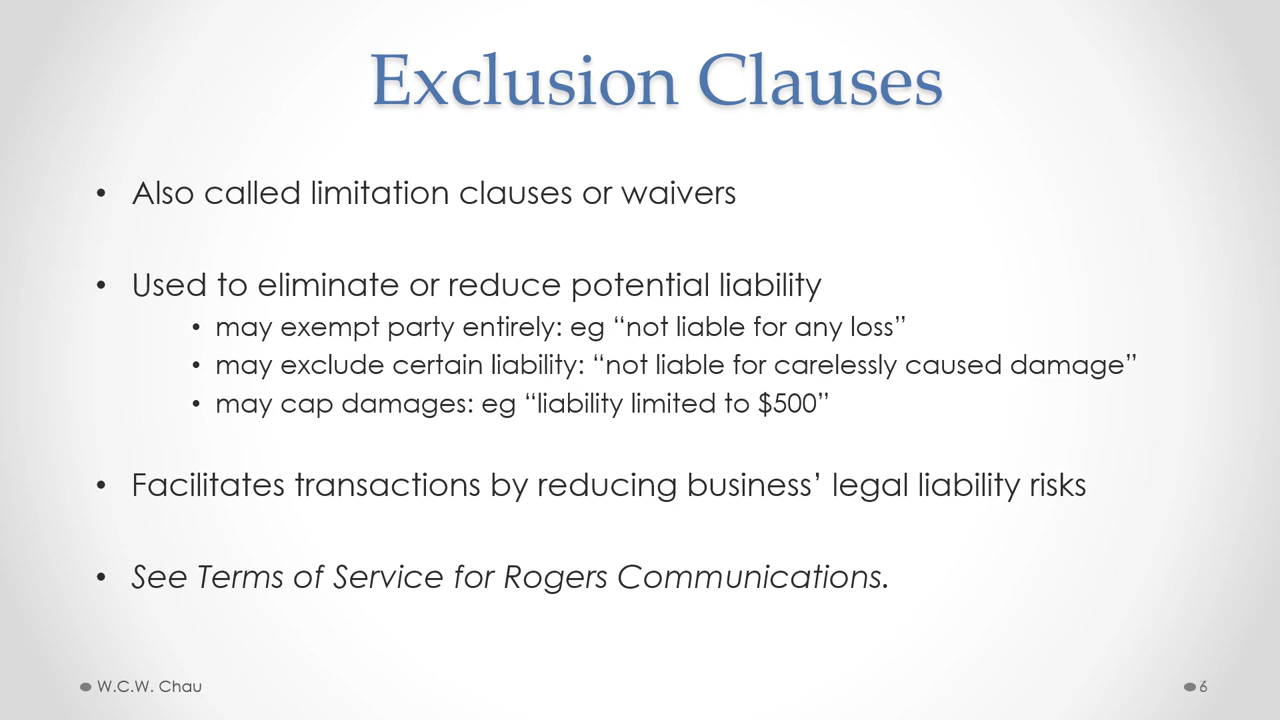 Exclusion Clauses
• Also called limitation clauses or waivers
• Used to eliminate or reduce potential liability
• may exempt party entirely: eg “not liable for any loss”
• may exclude certain liability: “not liable for carelessly caused damage”
• may cap damages: eg “liability limited to $500”
• Facilitates transactions by reducing business’ legal liability risks
• See Terms of Service for Rogers Communications.
W.C.W. Chau
6